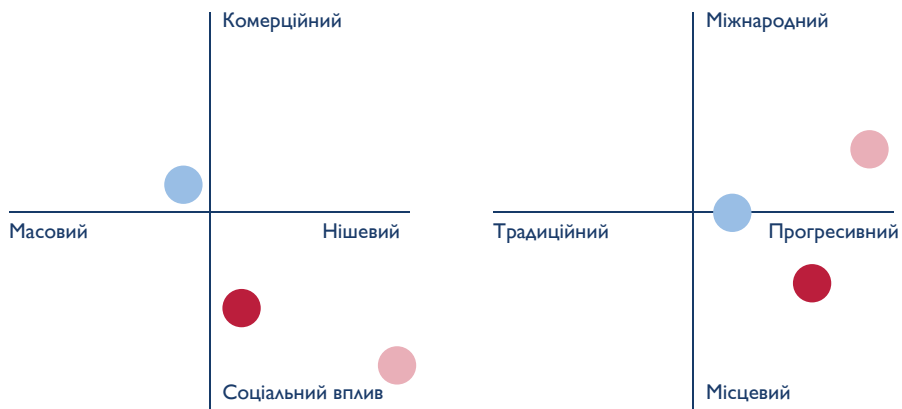 Комерційний
Масовий
Нішевий
Соціальний вплив
Міжнародний
Традиційний
Прогресивний
Місцевий